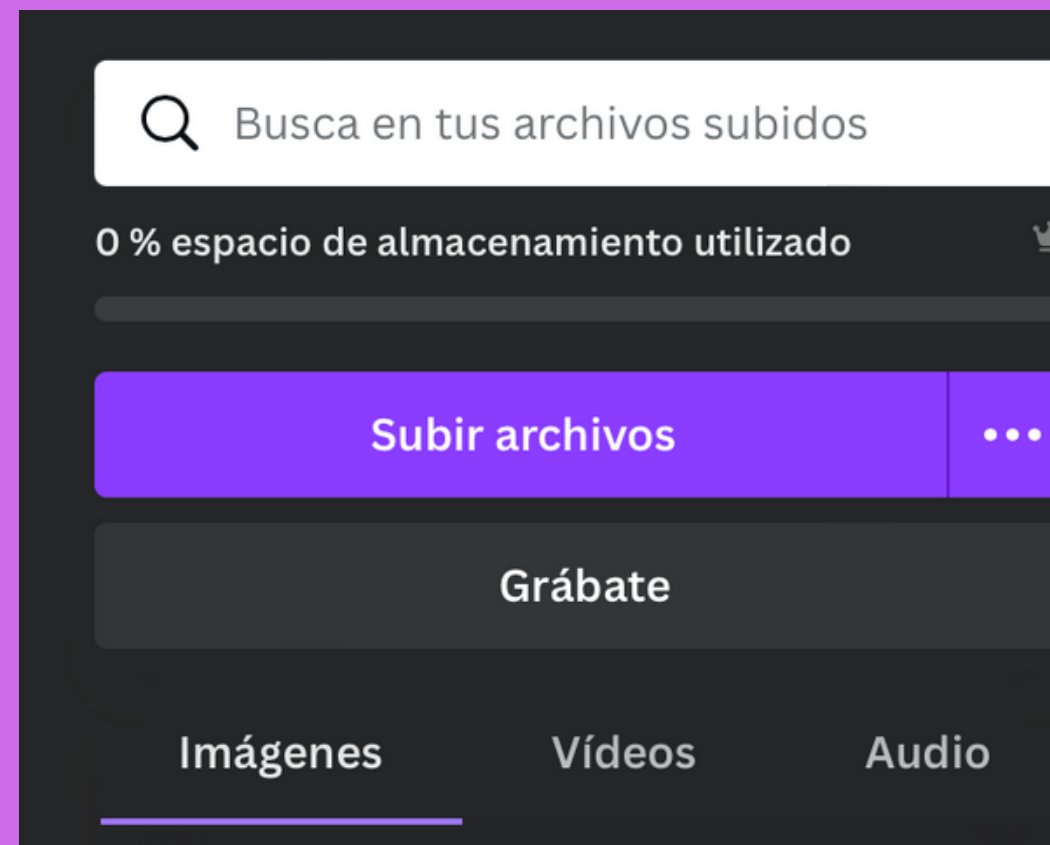 Busca en tus archivos subidos
0 % espacio de almacenamiento utilizado
Subir archivos
Grábate
Imágenes Vídeos Audio